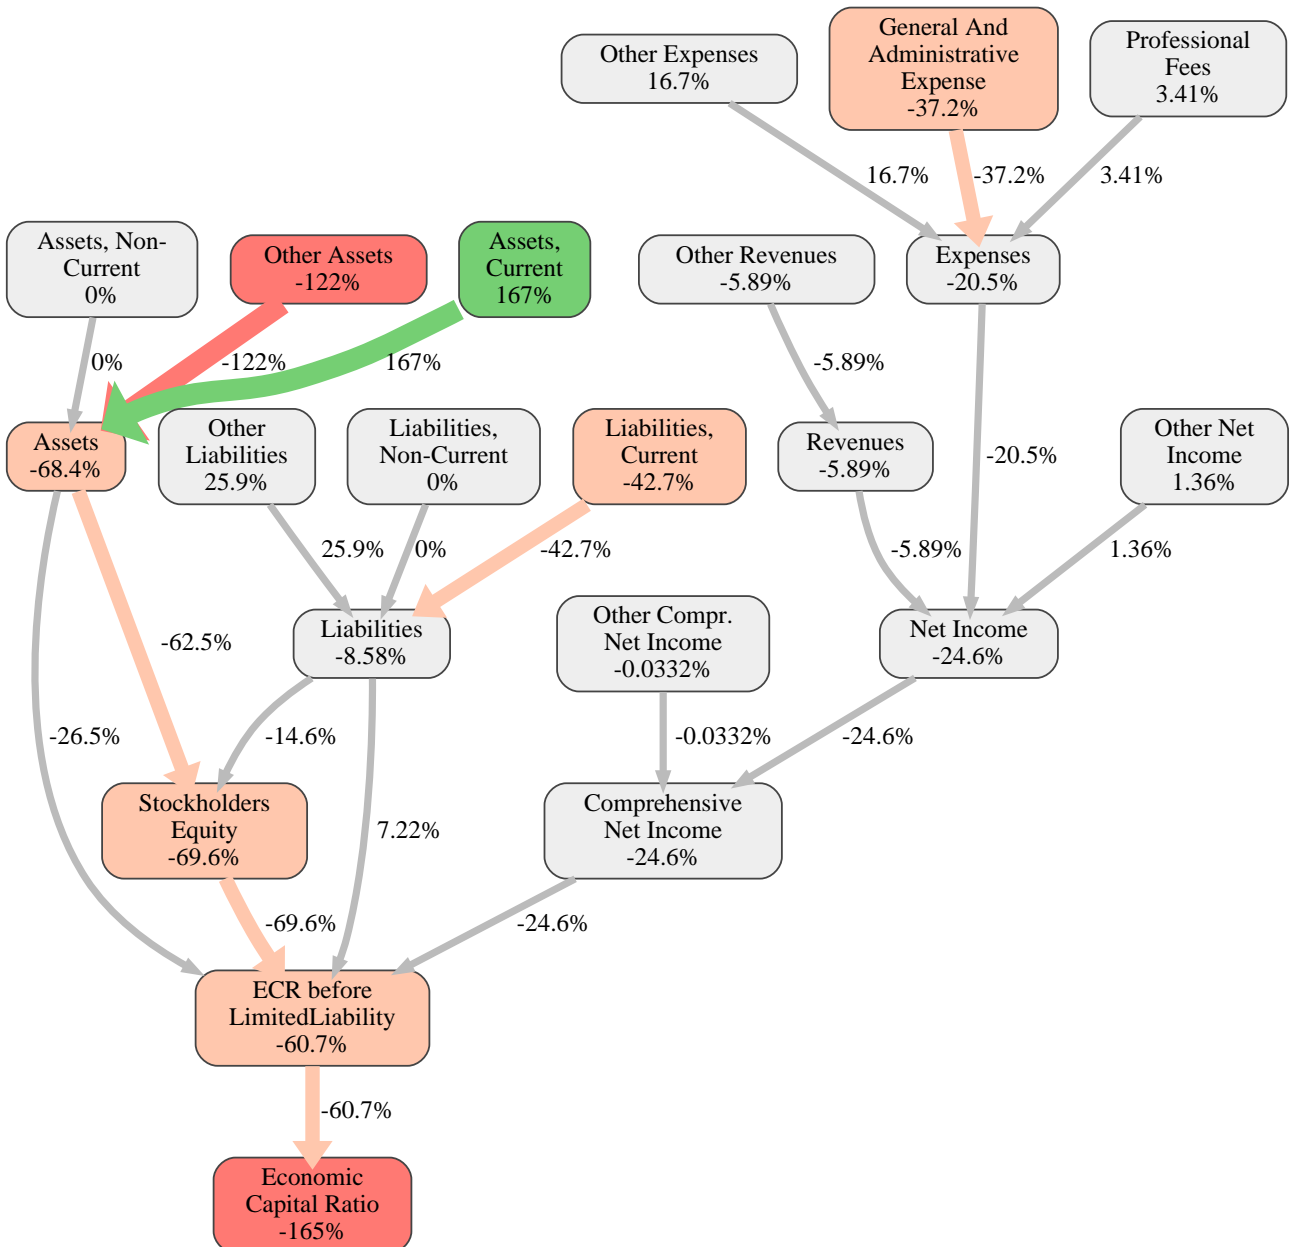 Other Expenses
16.7%
General And
Administrative
Expense
-37.2%
Professional
Fees
3.41%
16.7%
-37.2%
3.41%
Assets, Non-
Current
0%
Other Assets
-122%
Assets,
Current
167%
Other Revenues
-5.89%
Expenses
-20.5%
0%
-122%
167%
-5.89%
Assets
-68.4%
Other
Liabilities
25.9%
Liabilities,
Non-Current
0%
Liabilities,
Current
-42.7%
Revenues
-5.89%
-20.5%
Other Net
Income
1.36%
25.9%
0%
-42.7%
-5.89%
1.36%
-62.5%
Liabilities
-8.58%
Other Compr.
Net Income
-0.0332%
Net Income
-24.6%
-26.5%
-14.6%
-0.0332%
-24.6%
Stockholders
Equity
-69.6%
7.22%
Comprehensive
Net Income
-24.6%
-69.6%
-24.6%
ECR before
LimitedLiability
-60.7%
-60.7%
Economic
Capital Ratio
-165%